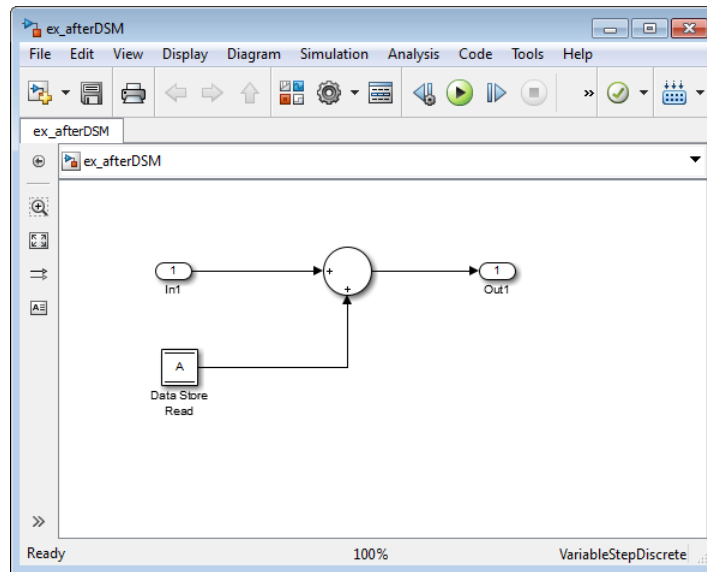 ex_afterDSM
File Edit View Display Diagram Simulation Analysis Code Tools Help
»
ex_afterDSM
ex_afterDSM
1
In1
+
+
1
Out1
A
Data Store
Read
A
»
Ready 100% VariableStepDiscrete